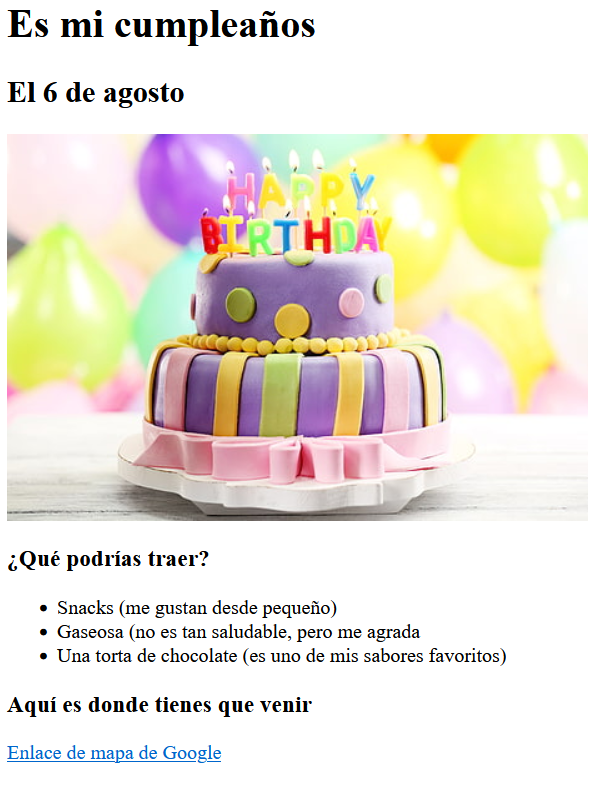 Es mi cumpleaños
El 6 de agosto
HAPPY
BIRTHDAY
¿Qué podrías traer?
Snacks (me gustan desde pequeño)
Gaseosa (no es tan saludable, pero me agrada
Una torta de chocolate (es uno de mis sabores favoritos)
Aquí es donde tienes que venir
Enlace de mapa de Google